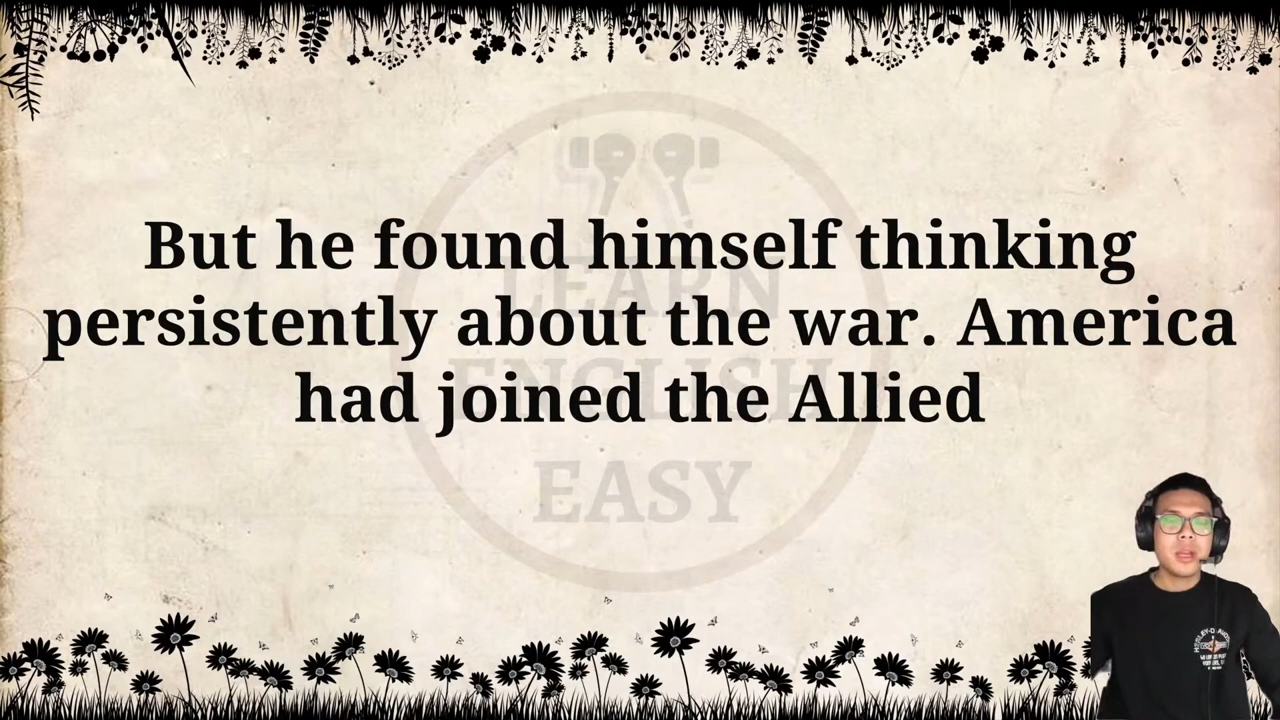 But he found himself thinking
persistently about the war. America
had joined the Allied
LEARN
ENGLISH
EASY